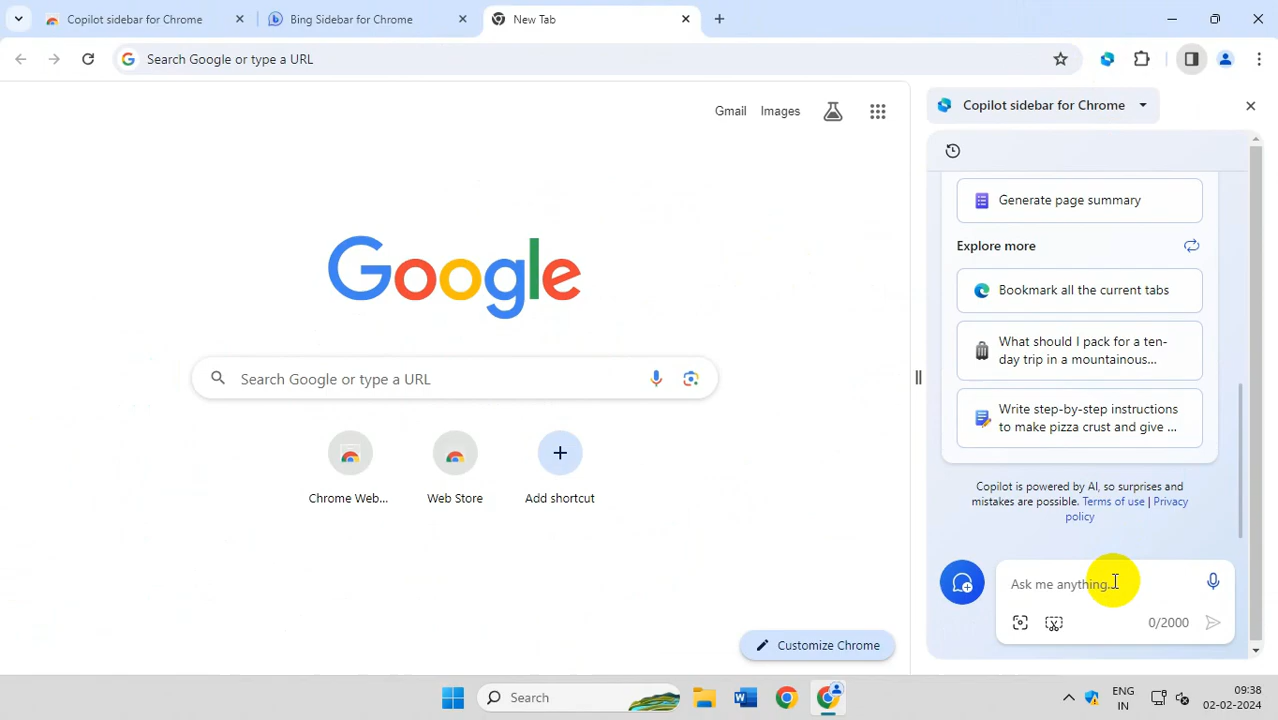 Copilot sidebar for Chrome
Bing Sidebar for Chrome
New Tab
Search Google or type a URL
Gmail
Images
Google
Search Google or type a URL
Chrome Web...
Web Store
Add shortcut
Customize Chrome
Copilot sidebar for Chrome
Generate page summary
Explore more
Bookmark all the current tabs
What should I pack for a ten-
day trip in a mountainous...
Write step-by-step instructions
to make pizza crust and give ...
Copilot is powered by AI, so surprises and
mistakes are possible. Terms of use | Privacy
policy
Ask me anything...
0/2000
Search
ENG
IN
09:38
02-02-2024